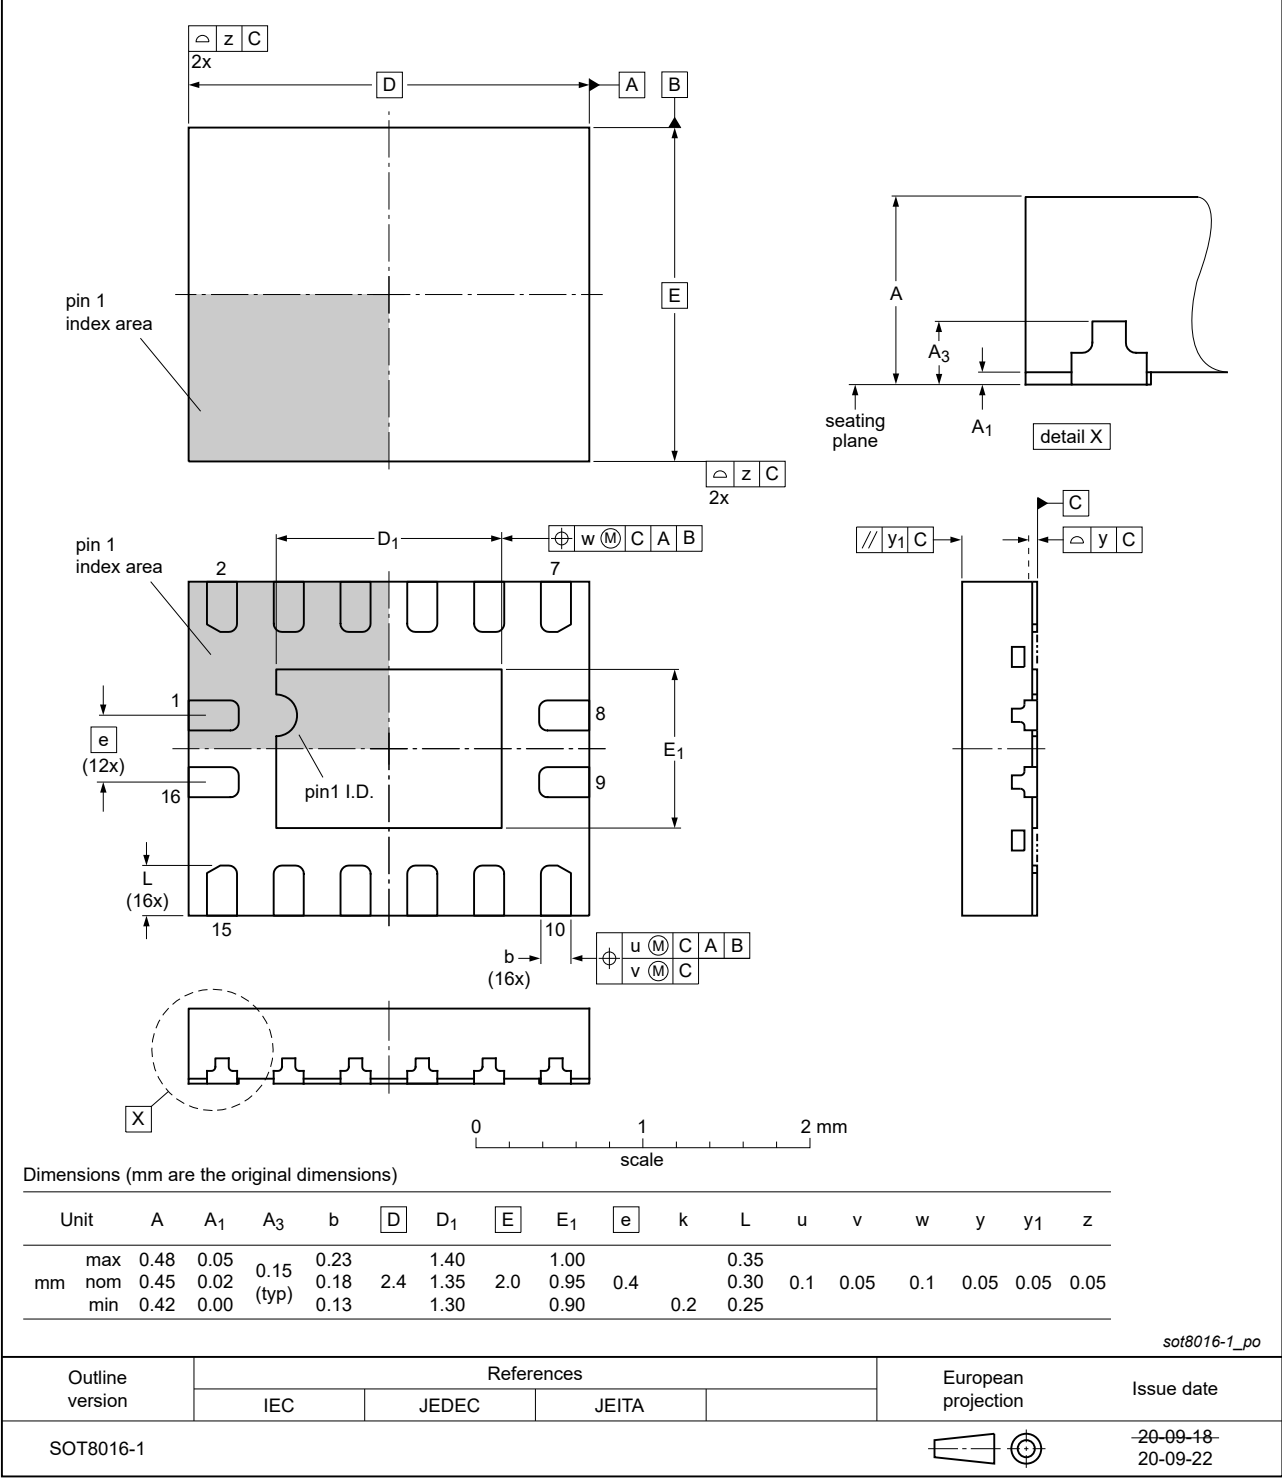 z C
2x
D A B
pin 1
index area
E
A
A3
A1
seating
plane
detail X
z C
2x
C
y1 C
y C
D1
w M C A B
pin 1
index area
2 7
1 8
e
(12x)
E1
16 9
pin1 I.D.
L
(16x)
15 10
b
(16x)
u M C A B
v M C
X
0 1 2 mm
scale
Dimensions (mm are the original dimensions)
Unit A A1 A3 b D D1 E E1 e k L u v w y y1 z
max 0.48 0.05 0.23 1.40 1.00 0.35
mm nom 0.45 0.02 0.15 (typ) 0.18 2.4 1.35 2.0 0.95 0.4 0.30 0.1 0.05 0.1 0.05 0.05 0.05
min 0.42 0.00 0.13 1.30 0.90 0.2 0.25
sot8016-1_po
Outline
version
References
IEC JEDEC JEITA
European
projection
Issue date
SOT8016-1
20-09-18
20-09-22